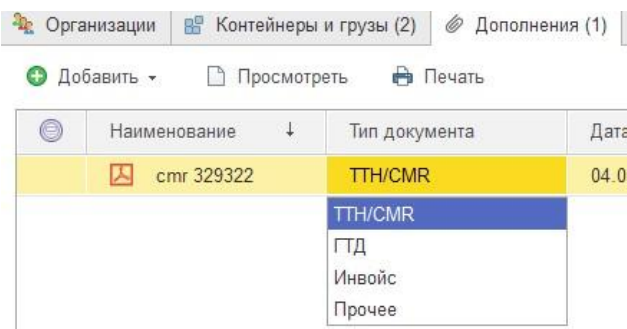 Организации Контейнеры и грузы (2) Дополнения (1)
Добавить Просмотреть Печать
Наименование ↓ Тип документа Дата
cmr 329322 ТТН/CMR 04.0
ТТН/CMR
ГТД
Инвойс
Прочее